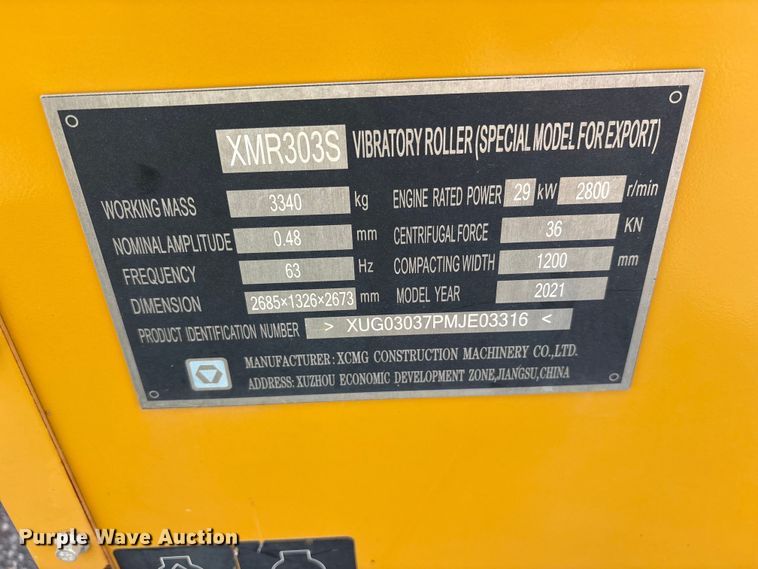 XMR303S VIBRATORY ROLLER (SPECIAL MODEL FOR EXPORT)
WORKING MASS 3340 kg ENGINE RATED POWER 29 kW 2800 r/min
NOMINAL AMPLITUDE 0.48 mm CENTRIFUGAL FORCE 36 KN
FREQUENCY 63 Hz COMPACTING WIDTH 1200 mm
DIMENSION 2685×1326×2673 mm MODEL YEAR 2021
PRODUCT IDENTIFICATION NUMBER > XUG03037PMJE03316 <
MANUFACTURER: XCMG CONSTRUCTION MACHINERY CO.,LTD.
ADDRESS: XUZHOU ECONOMIC DEVELOPMENT ZONE,JIANGSU,CHINA
Purple Wave Auction